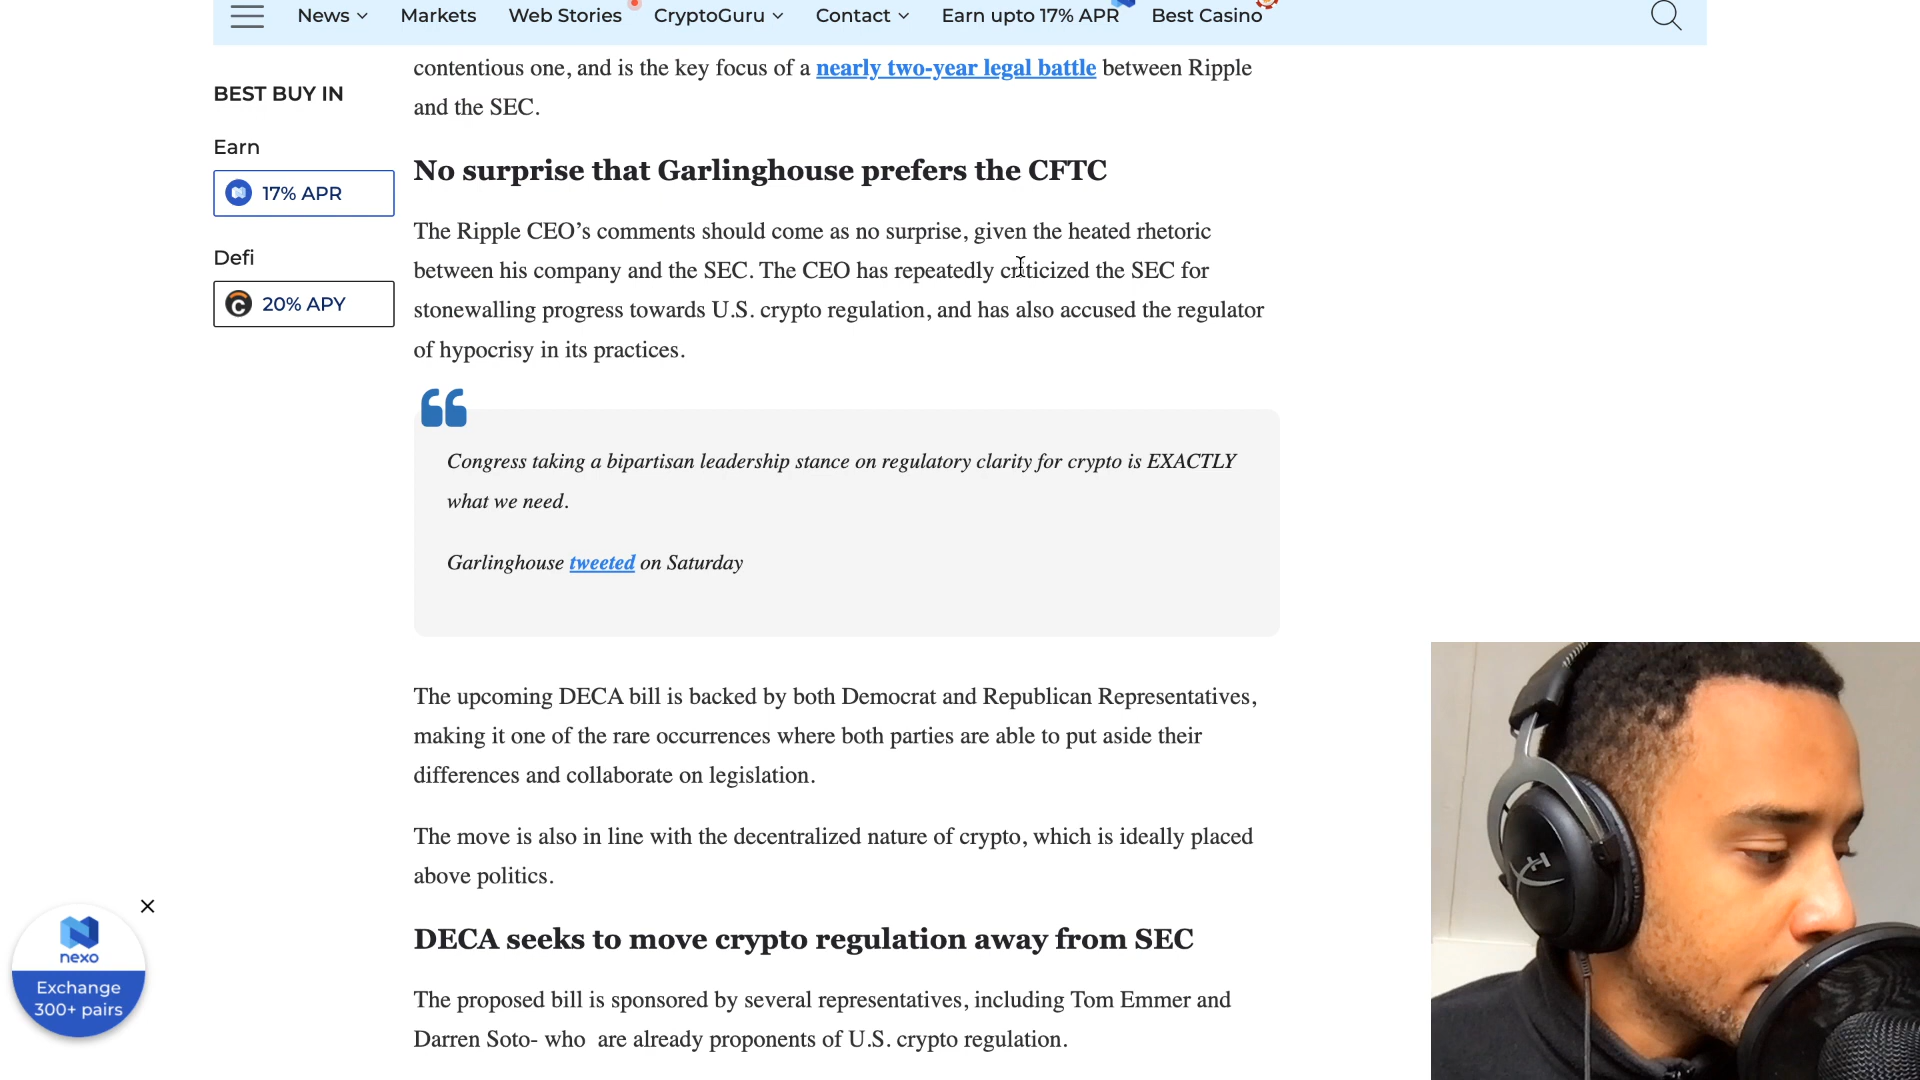 News Markets Web Stories CryptoGuru Contact Earn upto 17% APR Best Casino
contentious one, and is the key focus of a nearly two-year legal battle between Ripple
and the SEC.
BEST BUY IN
Earn
17% APR
Defi
20% APY
No surprise that Garlinghouse prefers the CFTC
The Ripple CEO’s comments should come as no surprise, given the heated rhetoric
between his company and the SEC. The CEO has repeatedly criticized the SEC for
stonewalling progress towards U.S. crypto regulation, and has also accused the regulator
of hypocrisy in its practices.
Congress taking a bipartisan leadership stance on regulatory clarity for crypto is EXACTLY
what we need.
Garlinghouse tweeted on Saturday
The upcoming DECA bill is backed by both Democrat and Republican Representatives,
making it one of the rare occurrences where both parties are able to put aside their
differences and collaborate on legislation.
The move is also in line with the decentralized nature of crypto, which is ideally placed
above politics.
DECA seeks to move crypto regulation away from SEC
The proposed bill is sponsored by several representatives, including Tom Emmer and
Darren Soto- who  are already proponents of U.S. crypto regulation.
nexo
Exchange
300+ pairs